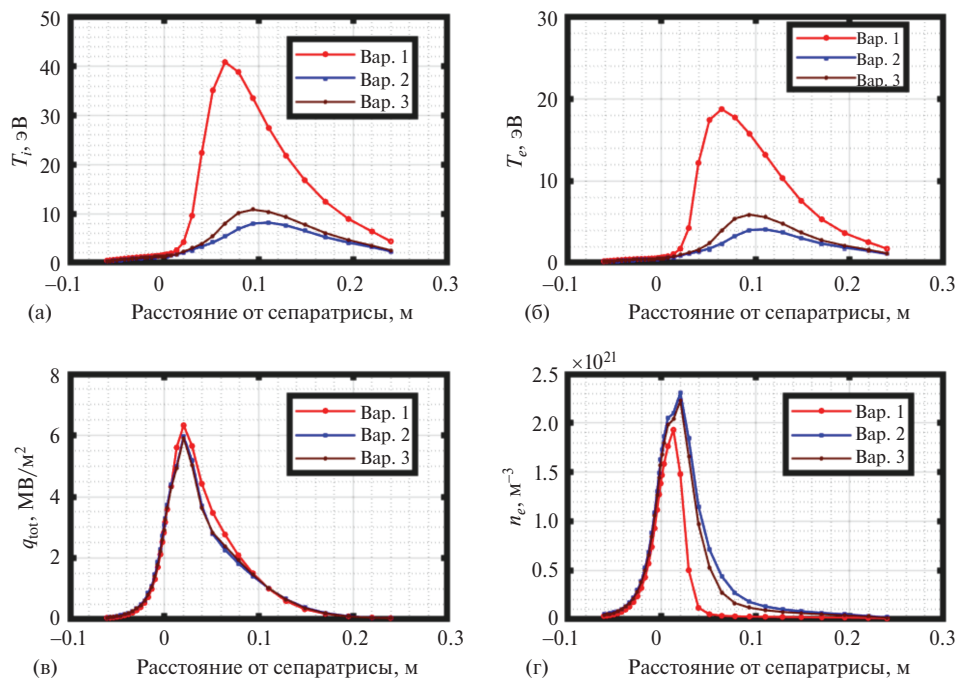 50
40
30
20
10
0
T_i, эВ
Вар. 1
Вар. 2
Вар. 3
–0.1 0 0.1 0.2 0.3
(а) Расстояние от сепаратрисы, м
30
20
10
0
T_e, эВ
Вар. 1
Вар. 2
Вар. 3
–0.1 0 0.1 0.2 0.3
(б) Расстояние от сепаратрисы, м
8
6
4
2
0
q_tot, МВ/м²
Вар. 1
Вар. 2
Вар. 3
–0.1 0 0.1 0.2 0.3
(в) Расстояние от сепаратрисы, м
×10²¹
2.5
2.0
1.5
1.0
0.5
0
n_e, м⁻³
Вар. 1
Вар. 2
Вар. 3
–0.1 0 0.1 0.2 0.3
(г) Расстояние от сепаратрисы, м